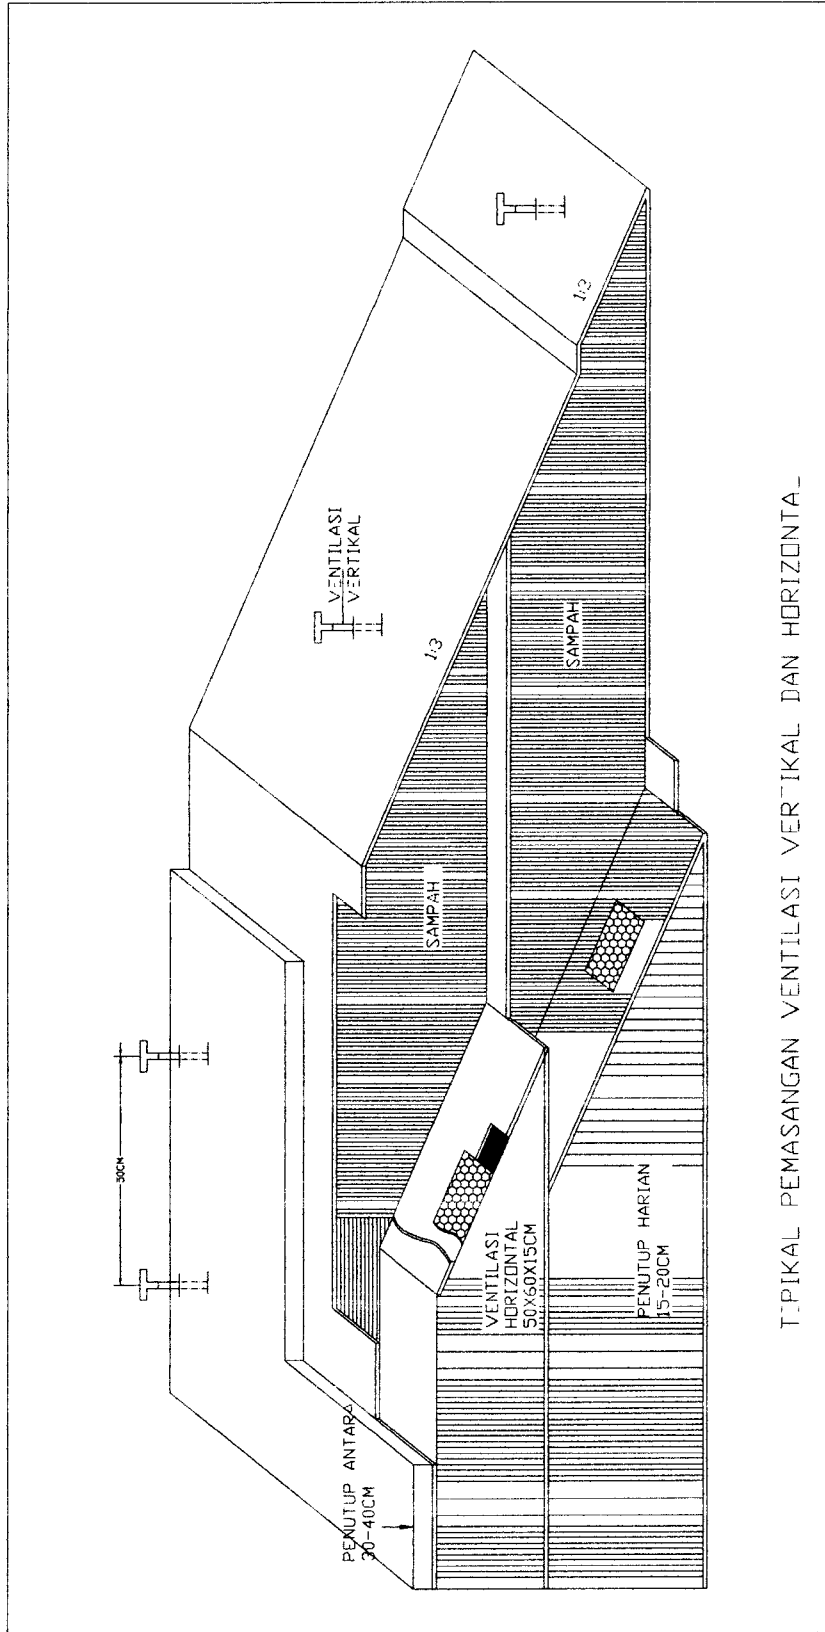 50CM
VENTILASI
VERTIKAL
1:3
1:3
SAMPAH
SAMPAH
PENUTUP ANTARA
30-40CM
VENTILASI
HORIZONTAL
50X60X15CM
PENUTUP HARIAN
15-20CM
TIPIKAL PEMASANGAN VENTILASI VERTIKAL DAN HORIZONTAL